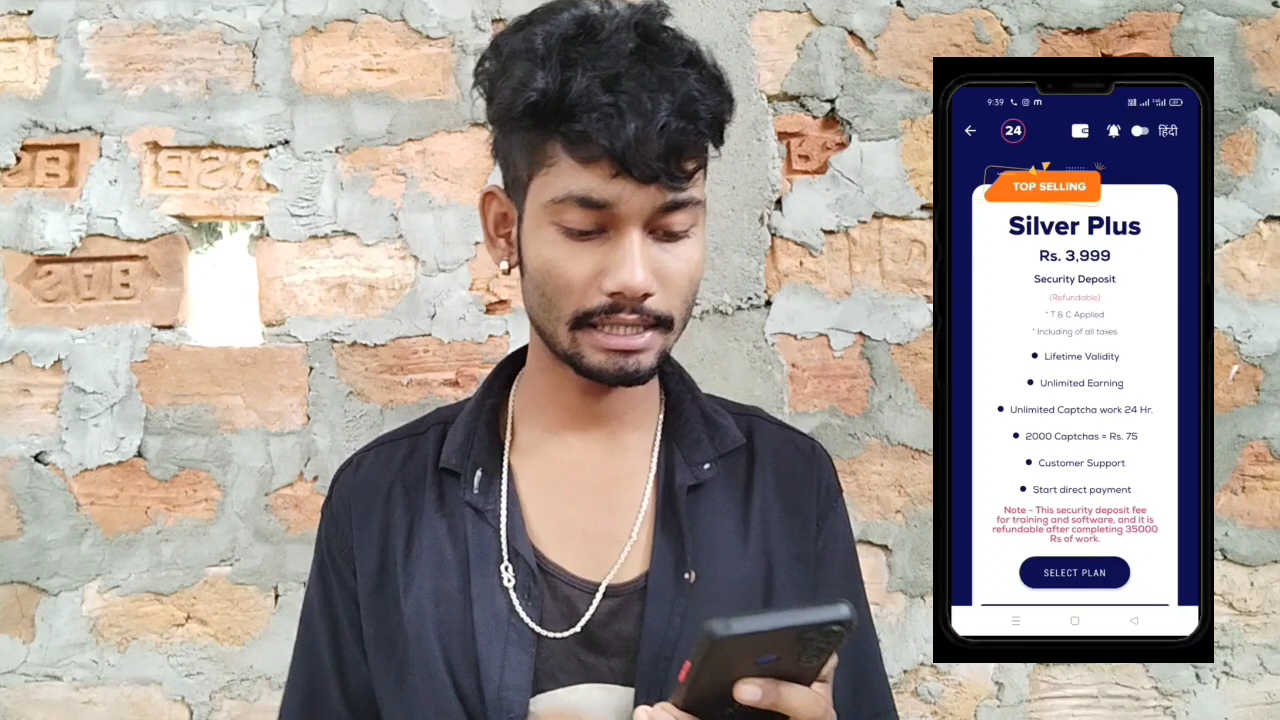 9:39
24
हिंदी
TOP SELLING
Silver Plus
Rs. 3,999
Security Deposit
(Refundable)
* T & C Applied
* Including of all taxes
Lifetime Validity
Unlimited Earning
Unlimited Captcha work 24 Hr.
2000 Captchas = Rs. 75
Customer Support
Start direct payment
Note - This security deposit fee
for training and software, and it is
refundable after completing 35000
Rs of work.
SELECT PLAN